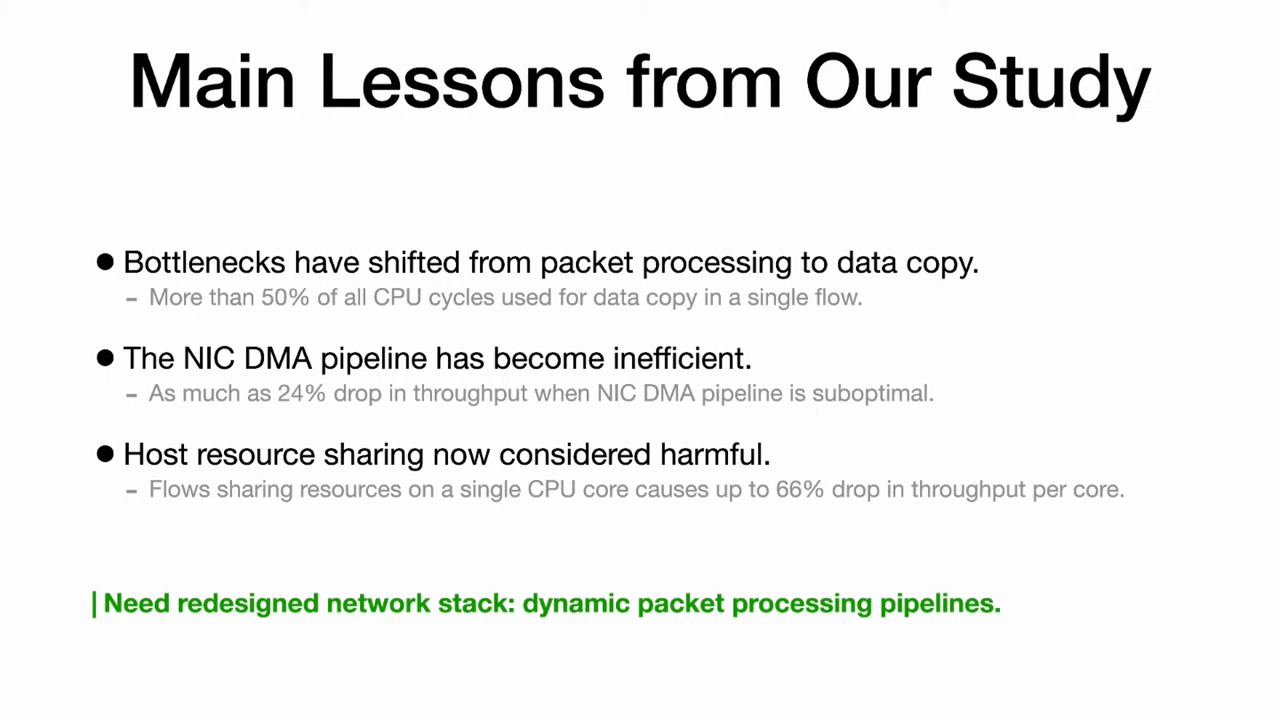 Main Lessons from Our Study
● Bottlenecks have shifted from packet processing to data copy.
– More than 50% of all CPU cycles used for data copy in a single flow.
● The NIC DMA pipeline has become inefficient.
– As much as 24% drop in throughput when NIC DMA pipeline is suboptimal.
● Host resource sharing now considered harmful.
– Flows sharing resources on a single CPU core causes up to 66% drop in throughput per core.
| Need redesigned network stack: dynamic packet processing pipelines.